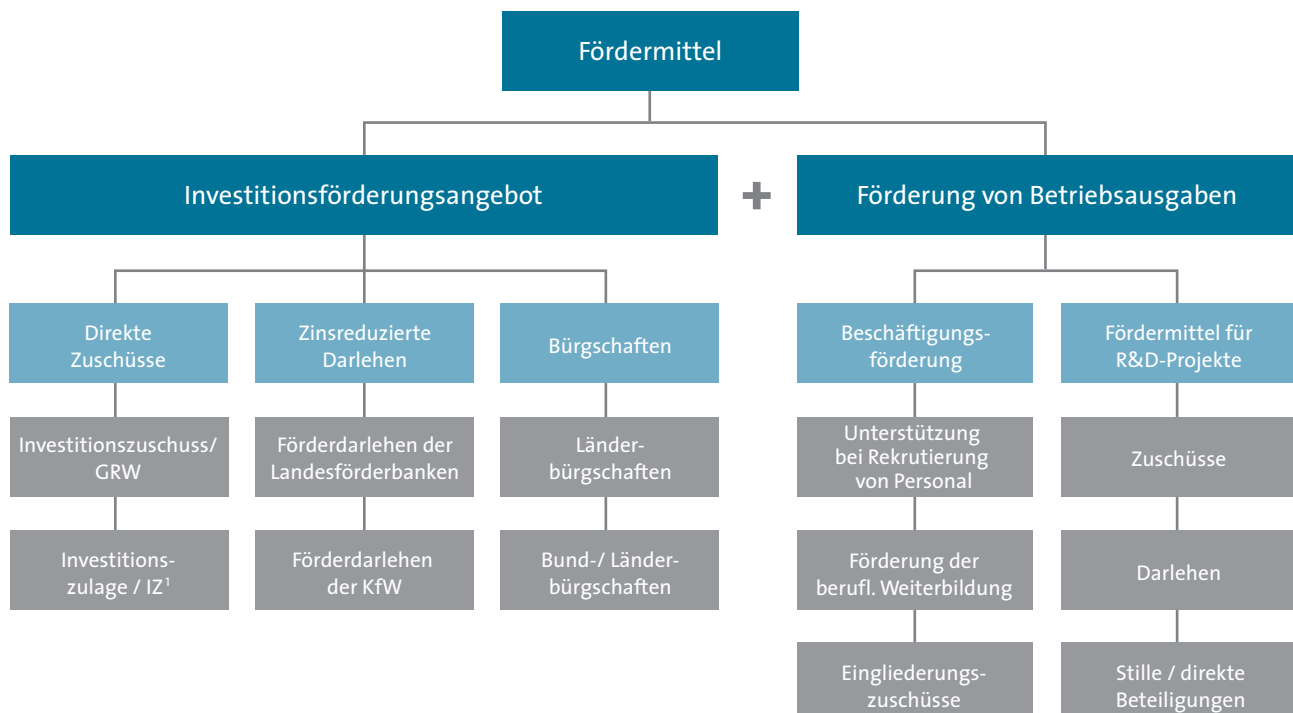 Fördermittel
Investitionsförderungsangebot
+
Förderung von Betriebsausgaben
Direkte
Zuschüsse
Investitionszuschuss/
GRW
Investitions-
zulage / IZ¹
Zinsreduzierte
Darlehen
Förderdarlehen der
Landesförderbanken
Förderdarlehen
der KfW
Bürgschaften
Länder-
bürgschaften
Bund-/ Länder-
bürgschaften
Beschäftigungs-
förderung
Unterstützung
bei Rekrutierung
von Personal
Förderung der
berufl. Weiterbildung
Eingliederungs-
zuschüsse
Fördermittel für
R&D-Projekte
Zuschüsse
Darlehen
Stille / direkte
Beteiligungen